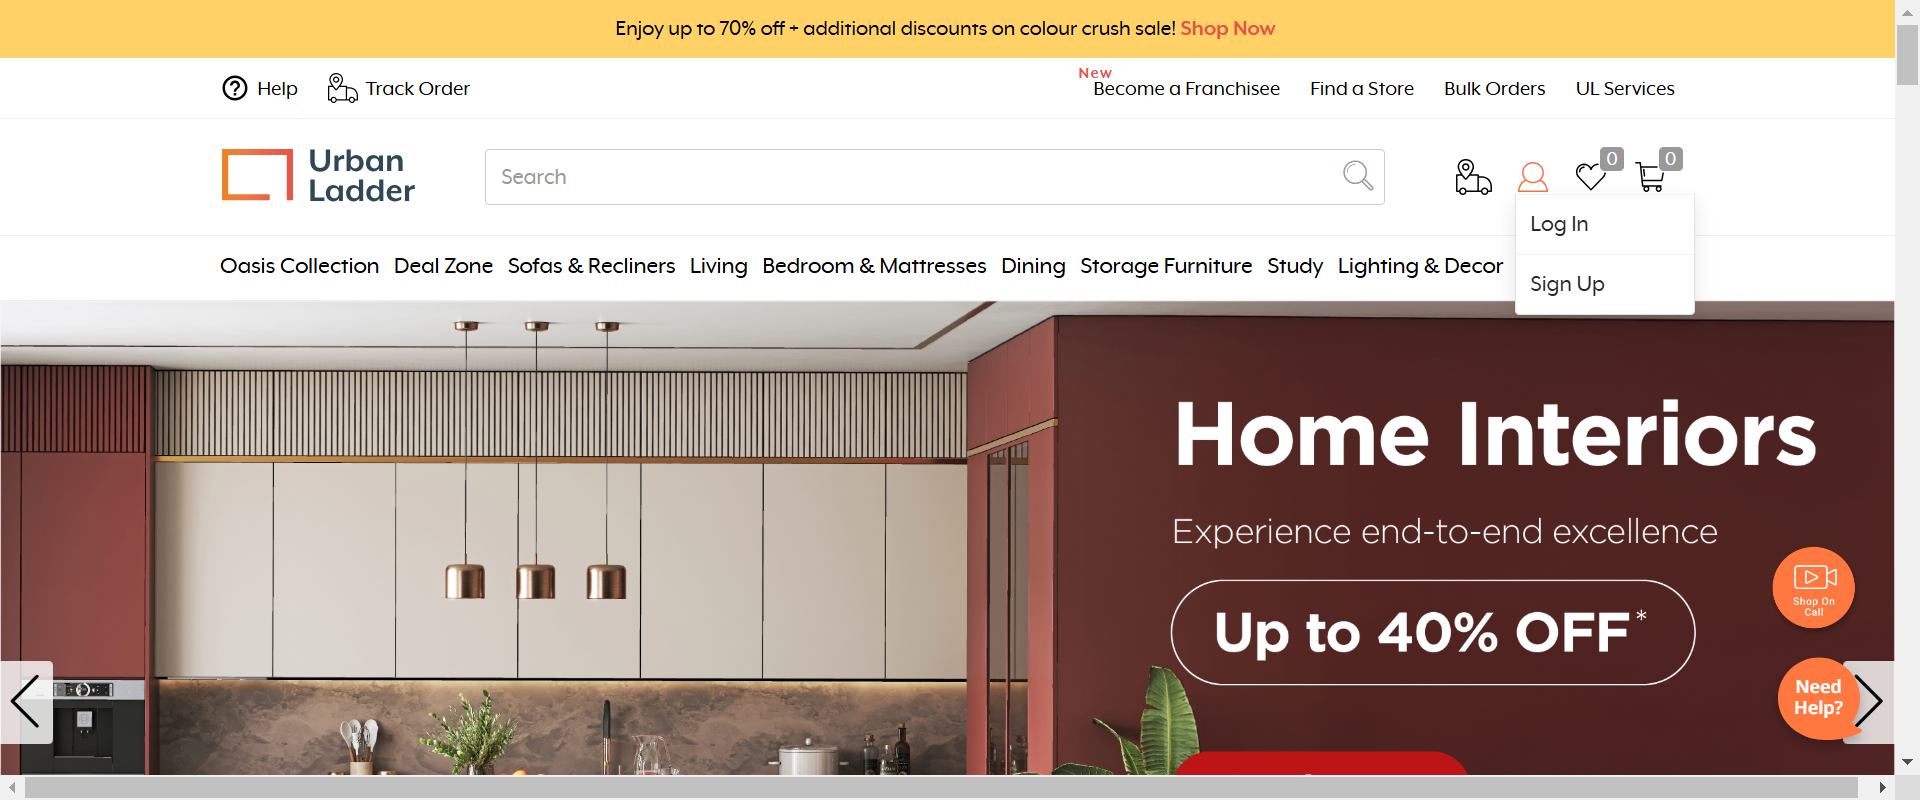 Enjoy up to 70% off + additional discounts on colour crush sale! Shop Now
Help
Track Order
New
Become a Franchisee
Find a Store
Bulk Orders
UL Services
Urban
Ladder
Search
0
0
Log In
Sign Up
Oasis Collection
Deal Zone
Sofas & Recliners
Living
Bedroom & Mattresses
Dining
Storage Furniture
Study
Lighting & Decor
Home Interiors
Experience end-to-end excellence
Up to 40% OFF*
Shop On
Call
Need
Help?